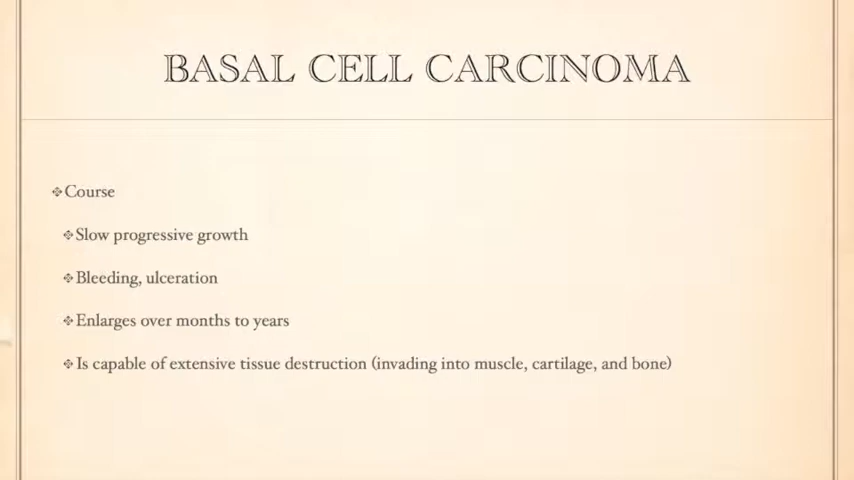 BASAL CELL CARCINOMA
Course
Slow progressive growth
Bleeding, ulceration
Enlarges over months to years
Is capable of extensive tissue destruction (invading into muscle, cartilage, and bone)